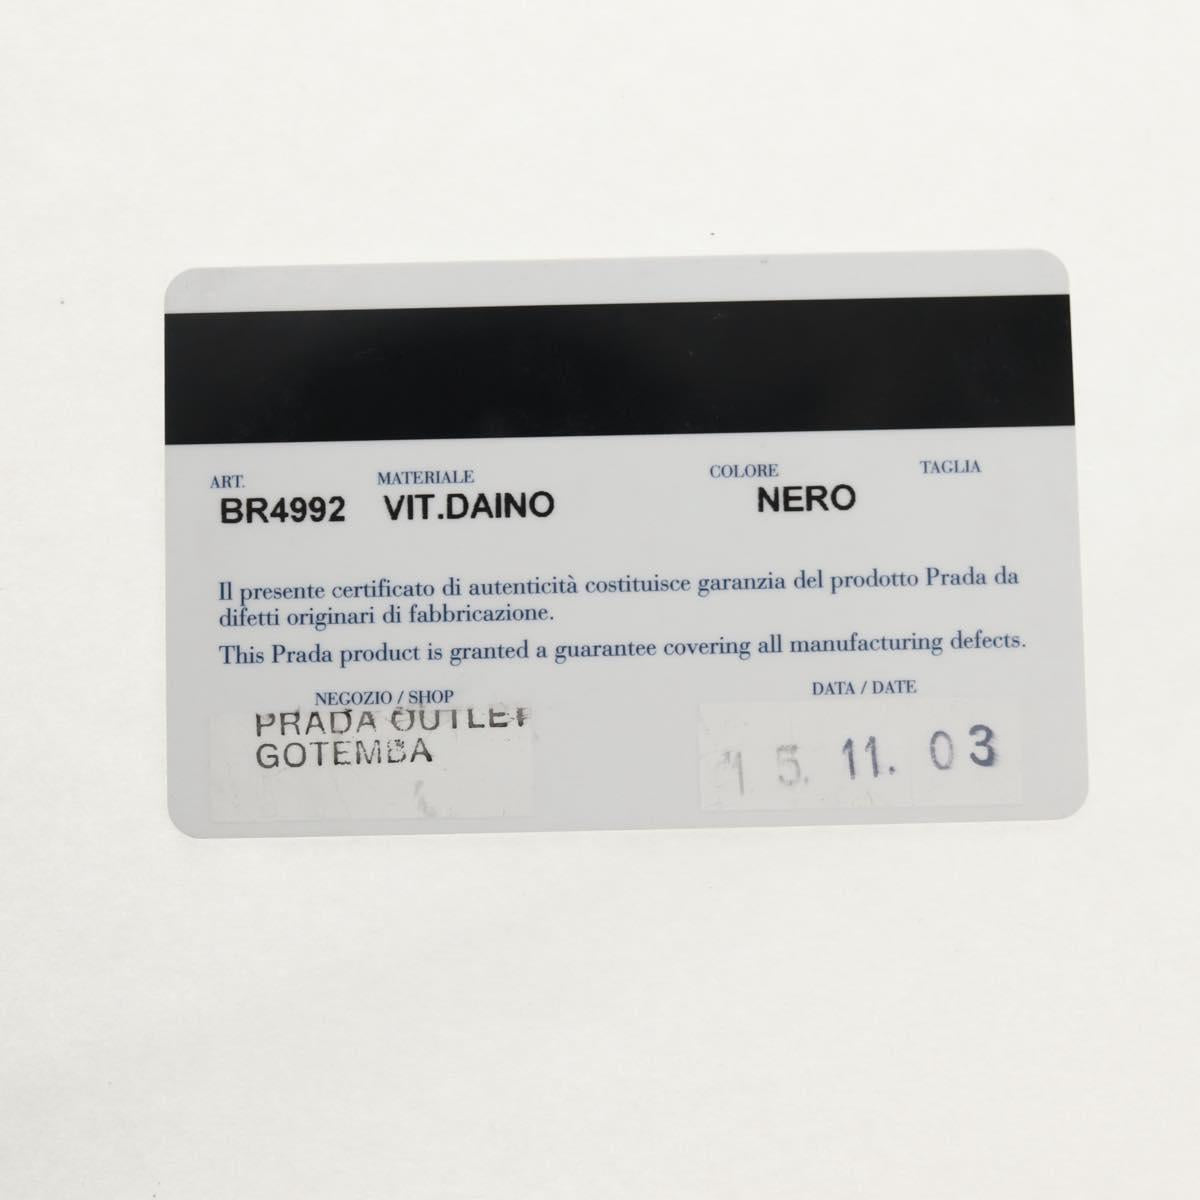 ART. MATERIALE COLORE TAGLIA
BR4992 VIT.DAINO NERO
Il presente certificato di autenticità costituisce garanzia del prodotto Prada da
difetti originari di fabbricazione.
This Prada product is granted a guarantee covering all manufacturing defects.
NEGOZIO / SHOP DATA / DATE
PRADA OUTLET
GOTEMBA
15. 11. 03